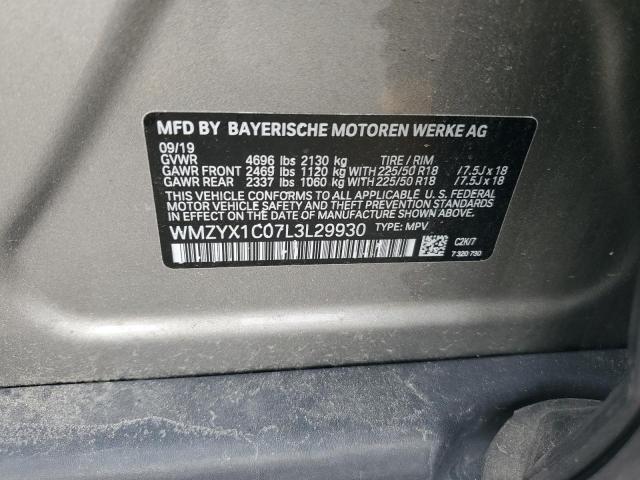 MFD BY BAYERISCHE MOTOREN WERKE AG
09/19
GVWR 4696 lbs 2130 kg TIRE / RIM
GAWR FRONT 2469 lbs 1120 kg WITH 225/50 R18 / 7.5J x 18
GAWR REAR 2337 lbs 1060 kg WITH 225/50 R18 / 7.5J x 18
THIS VEHICLE CONFORMS TO ALL APPLICABLE U.S. FEDERAL
MOTOR VEHICLE SAFETY AND THEFT PREVENTION STANDARDS
IN EFFECT ON THE DATE OF MANUFACTURE SHOWN ABOVE.
WMZYX1C07L3L29930 TYPE: MPV
C2K/7
7 320 730